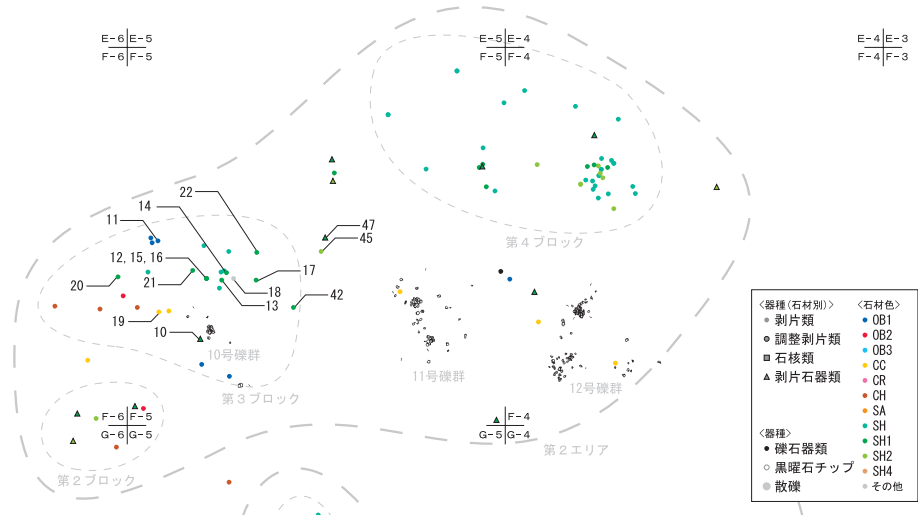 E-6 E-5
F-6 F-5
E-5 E-4
F-5 F-4
E-4 E-3
F-4 F-3
22
14
11
47
45
第4ブロック
12, 15, 16
17
20
21
18
13
42
19
10
10号礫群
11号礫群
12号礫群
第3ブロック
F-6 F-5
G-6 G-5
F-4
G-5 G-4
第2エリア
第2ブロック
<器種(石材別)>
剥片類
調整剥片類
石核類
剥片石器類
<器種>
礫石器類
黒曜石チップ
散礫
<石材色>
OB1
OB2
OB3
CC
CR
CH
SA
SH
SH1
SH2
SH4
その他